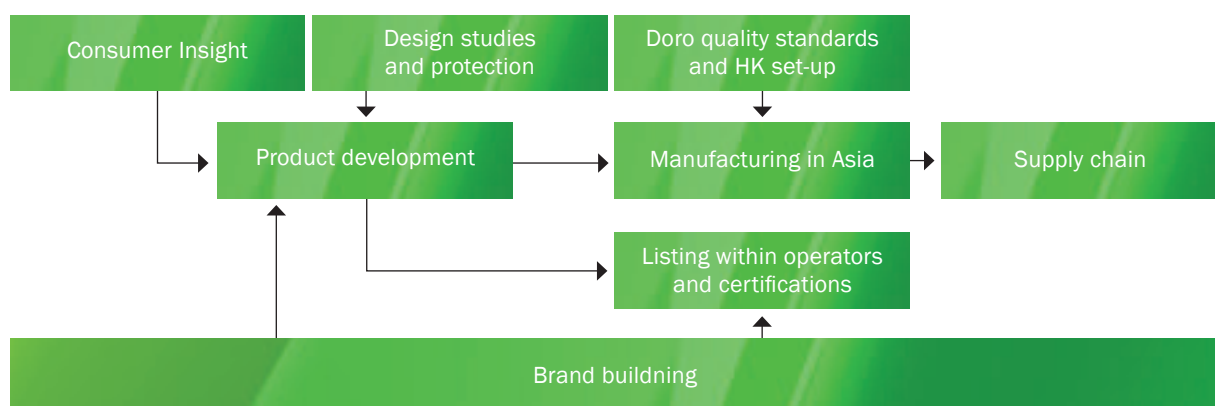 Consumer Insight
Design studies
and protection
Doro quality standards
and HK set-up
Product development
Manufacturing in Asia
Supply chain
Listing within operators
and certifications
Brand buildning